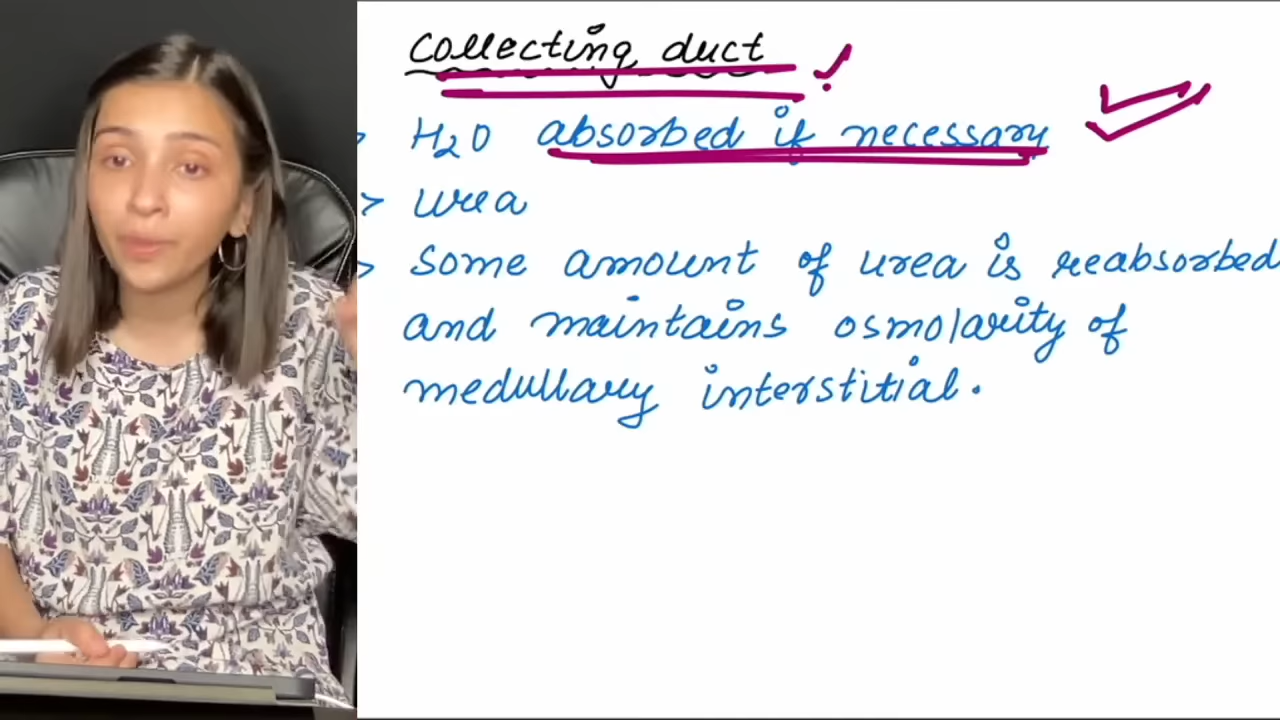 collecting duct
> H2O absorbed if necessary
> urea
> Some amount of urea is reabsorbed
and maintains osmolarity of
medullary interstitial.